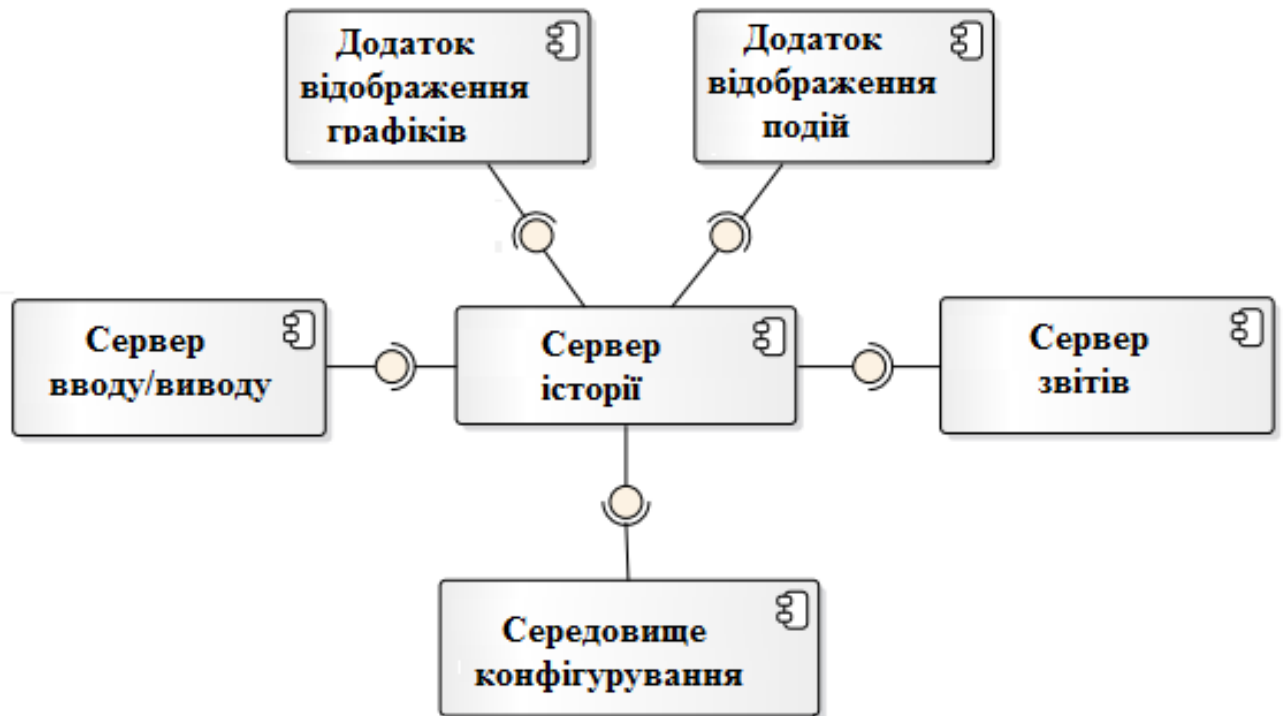 Додаток
відображення
графіків
Додаток
відображення
подій
Сервер
вводу/виводу
Сервер
історії
Сервер
звітів
Середовище
конфігурування